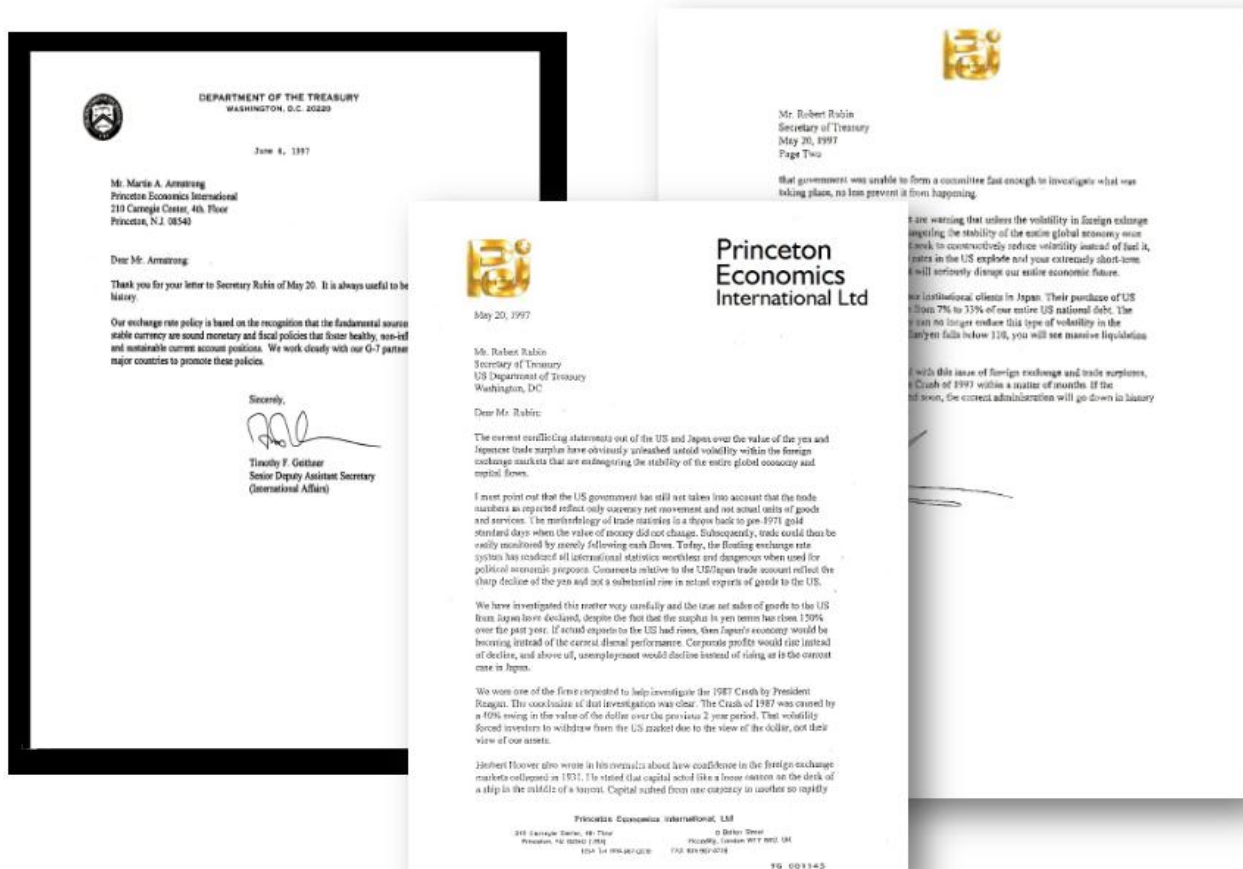 DEPARTMENT OF THE TREASURY
WASHINGTON, D.C. 20220
June 6, 1997
Mr. Martin A. Armstrong
Princeton Economics International
210 Carnegie Center, 4th. Floor
Princeton, N.J. 08540
Dear Mr. Armstrong:
Thank you for your letter to Secretary Rubin of May 20. It is always useful to be
history.
Our exchange rate policy is based on the recognition that the fundamental source
stable currency are sound monetary and fiscal policies that foster healthy,
and sustainable current account positions. We work closely with our G-7 partner
major countries to promote these policies.
Sincerely,
Timothy F. Geithner
Senior Deputy Assistant Secretary
(International Affairs)
Princeton
Economics
International Ltd
May 20, 1997
Mr. Robert Rubin
Secretary of Treasury
US Department of Treasury
Washington, DC
Dear Mr. Rubin:
The current conflicting statements out of the US and Japan over the value of the yen and
Japanese trade surplus have obviously unleashed untold volatility within the foreign
exchange markets that are endangering the stability of the entire global economy and
capital flows.
I must point out that the US government has still not taken into account that the trade
numbers as reported reflect only currency net movement and not actual units of goods
and services. The methodology of trade statistics is a throw back to pre-1971 gold
standard days when the value of money did not change. Subsequently, trade could then be
easily monitored by merely following cash flows. Today, the floating exchange rate
system has rendered all international statistics worthless and dangerous when used for
political economic purposes. Comments relative to the US/Japan trade account reflect the
sharp decline of the yen and not a substantial rise in actual exports of goods to the US.
We have investigated this matter very carefully and the true net sales of goods to the US
from Japan have declined, despite the fact that the surplus in yen terms has risen 150%
over the past year. If actual exports to the US had risen, then Japan's economy would be
booming instead of the current dismal performance. Corporate profits would rise instead
of decline, and above all, unemployment would decline instead of rising as is the current
case in Japan.
We were one of the firms requested to help investigate the 1987 Crash by President
Reagan. The conclusion of that investigation was clear. The Crash of 1987 was caused by
a 40% swing in the value of the dollar over the previous 2 year period. That volatility
forced investors to withdraw from the US market due to the view of the dollar, not their
view of our assets.
Herbert Hoover also wrote in his memoirs about how confidence in the foreign exchange
markets collapsed in 1931. He stated that capital acted like a loose cannon on the deck of
a ship in the middle of a torrent. Capital rushed from one currency to another so rapidly
Princeton Economics International, Ltd
210 Carnegie Center, 4th Floor
Princeton, NJ
Piccadilly, London
Mr. Robert Rubin
Secretary of Treasury
May 20, 1997
Page Two
that government was unable to form a committee fast enough to investigate what was
taking place, no less prevent it from happening.
are warning that unless the volatility in foreign exhange
the stability of the entire global economy
seek to constructively reduce volatility instead of fuel it,
rates in the US explode and your extremely short-term
will seriously disrupt our entire economic future.
institutional clients in Japan. Their purchase of US
from 7% to 33% of our entire US national debt. The
can no longer endure this type of volatility in the
falls below 110, you will see massive liquidation
with this issue of foreign exchange and trade surpluses,
Crash of within a matter of months. If the
soon, the current administration will go down in history